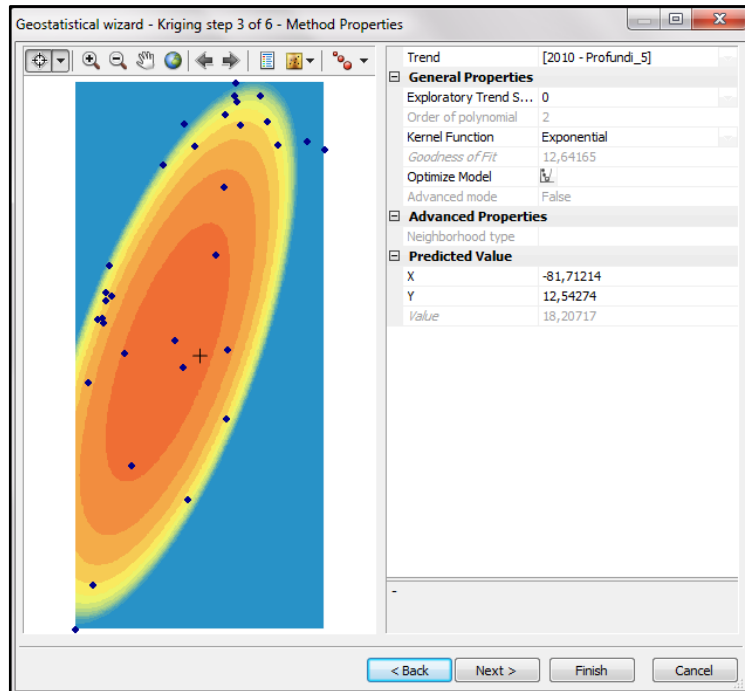 Geostatistical wizard - Kriging step 3 of 6 - Method Properties
Trend [2010 - Profundi_5]
General Properties
Exploratory Trend S... 0
Order of polynomial 2
Kernel Function Exponential
Goodness of Fit 12,64165
Optimize Model
Advanced mode False
Advanced Properties
Neighborhood type
Predicted Value
X -81,71214
Y 12,54274
Value 18,20717
-
< Back Next > Finish Cancel